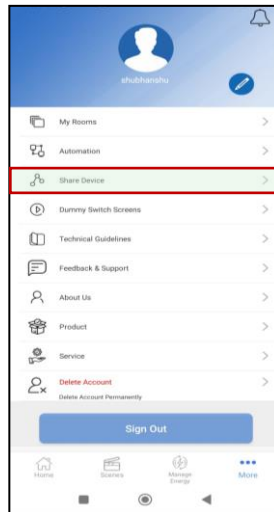 shubhanshu
My Rooms
Automation
Share Device
Dummy Switch Screens
Technical Guidelines
Feedback & Support
About Us
Product
Service
Delete Account
Delete Account Permanently
Sign Out
Home
Scenes
Manage
Energy
More